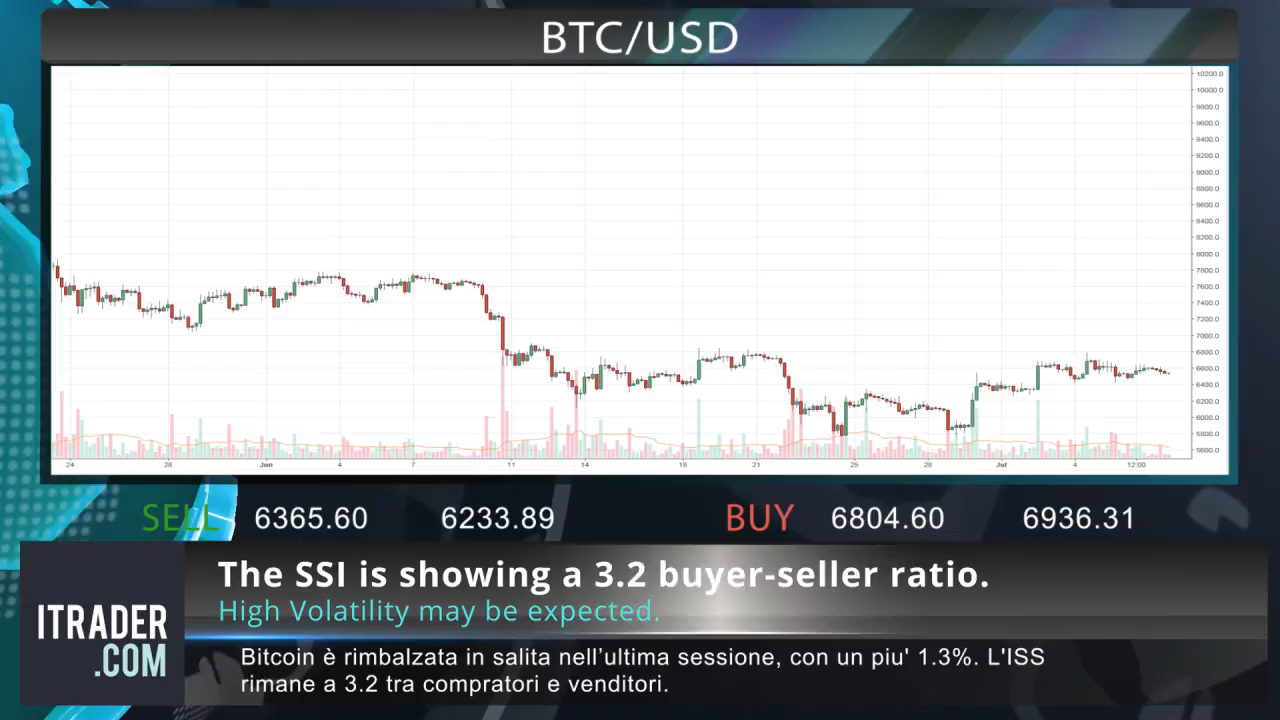 BTC/USD
10200.0
10000.0
9800.0
9600.0
9400.0
9200.0
9000.0
8800.0
8600.0
8400.0
8200.0
8000.0
7800.0
7600.0
7400.0
7200.0
7000.0
6800.0
6600.0
6400.0
6200.0
6000.0
5800.0
5600.0
24 28 Jun 4 7 11 14 18 21 25 28 Jul 4 12:00
SELL 6365.60 6233.89 BUY 6804.60 6936.31
The SSI is showing a 3.2 buyer-seller ratio.
High Volatility may be expected.
ITRADER
.COM
Bitcoin è rimbalzata in salita nell’ultima sessione, con un piu' 1.3%. L'ISS
rimane a 3.2 tra compratori e venditori.